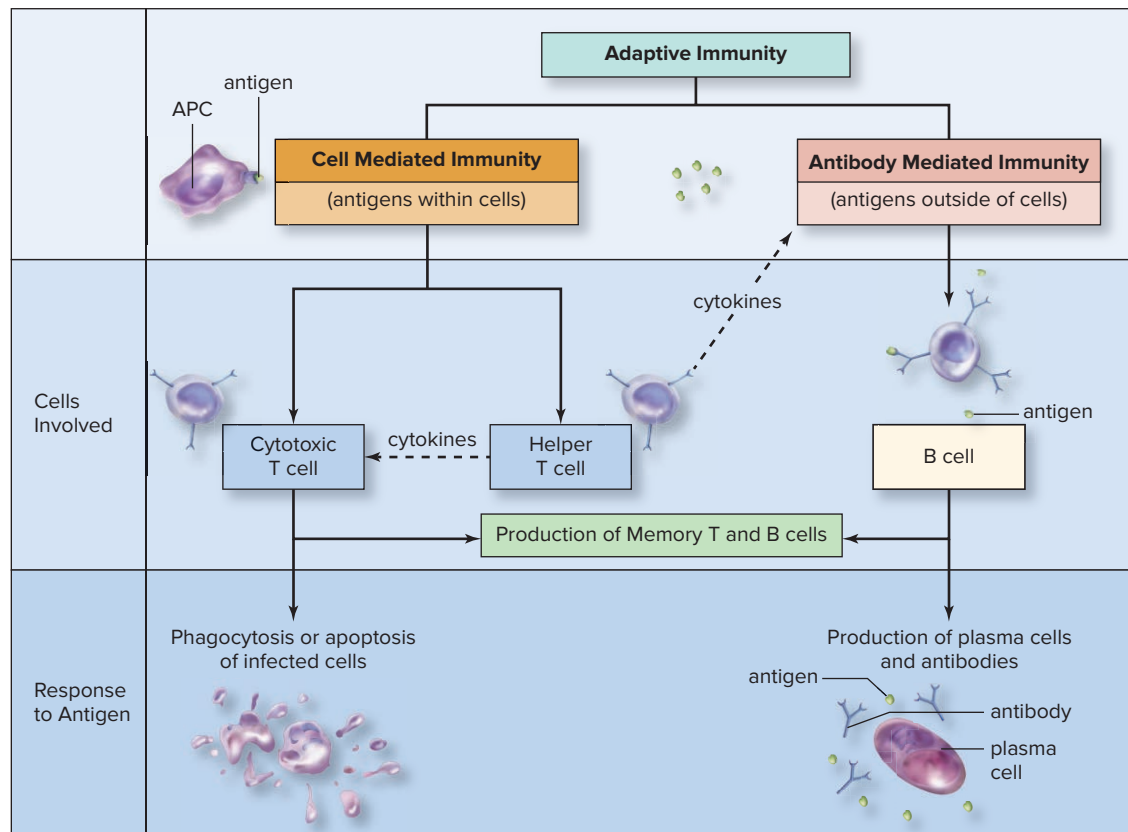 Adaptive Immunity
antigen
APC
Cell Mediated Immunity
(antigens within cells)
Antibody Mediated Immunity
(antigens outside of cells)
cytokines
Cells
Involved
antigen
Cytotoxic
T cell
cytokines
Helper
T cell
B cell
Production of Memory T and B cells
Response
to Antigen
Phagocytosis or apoptosis
of infected cells
Production of plasma cells
and antibodies
antigen
antibody
plasma
cell